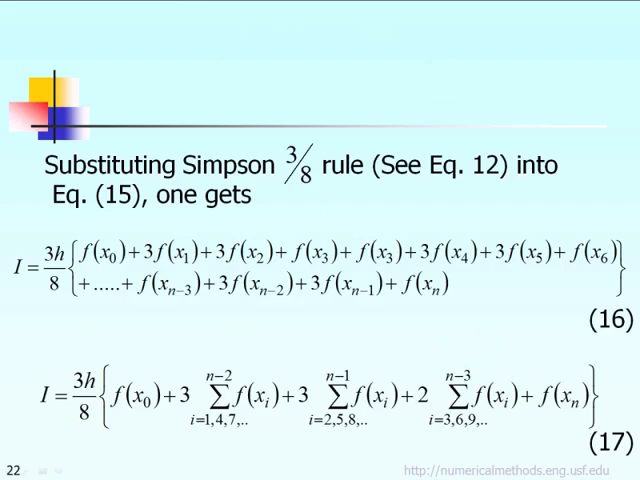 Substituting Simpson 3/8 rule (See Eq. 12) into
Eq. (15), one gets
I = 3h/8 { f(x₀) + 3f(x₁) + 3f(x₂) + f(x₃) + f(x₃) + 3f(x₄) + 3f(x₅) + f(x₆)
+ ..... + f(xₙ₋₃) + 3f(xₙ₋₂) + 3f(xₙ₋₁) + f(xₙ) }
(16)
I = 3h/8 { f(x₀) + 3 ∑_{i=1,4,7,..}^{n−2} f(xᵢ) + 3 ∑_{i=2,5,8,..}^{n−1} f(xᵢ) + 2 ∑_{i=3,6,9,..}^{n−3} f(xᵢ) + f(xₙ) }
(17)
22
http://numericalmethods.eng.usf.edu